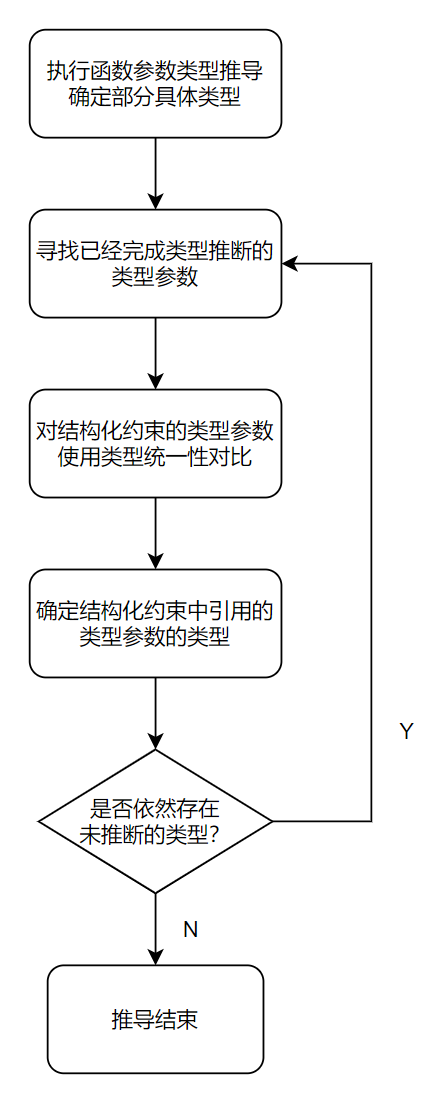 执行函数参数类型推导
确定部分具体类型
寻找已经完成类型推断的
类型参数
对结构化约束的类型参数
使用类型统一性对比
确定结构化约束中引用的
类型参数的类型
Y
是否依然存在
未推断的类型？
N
推导结束